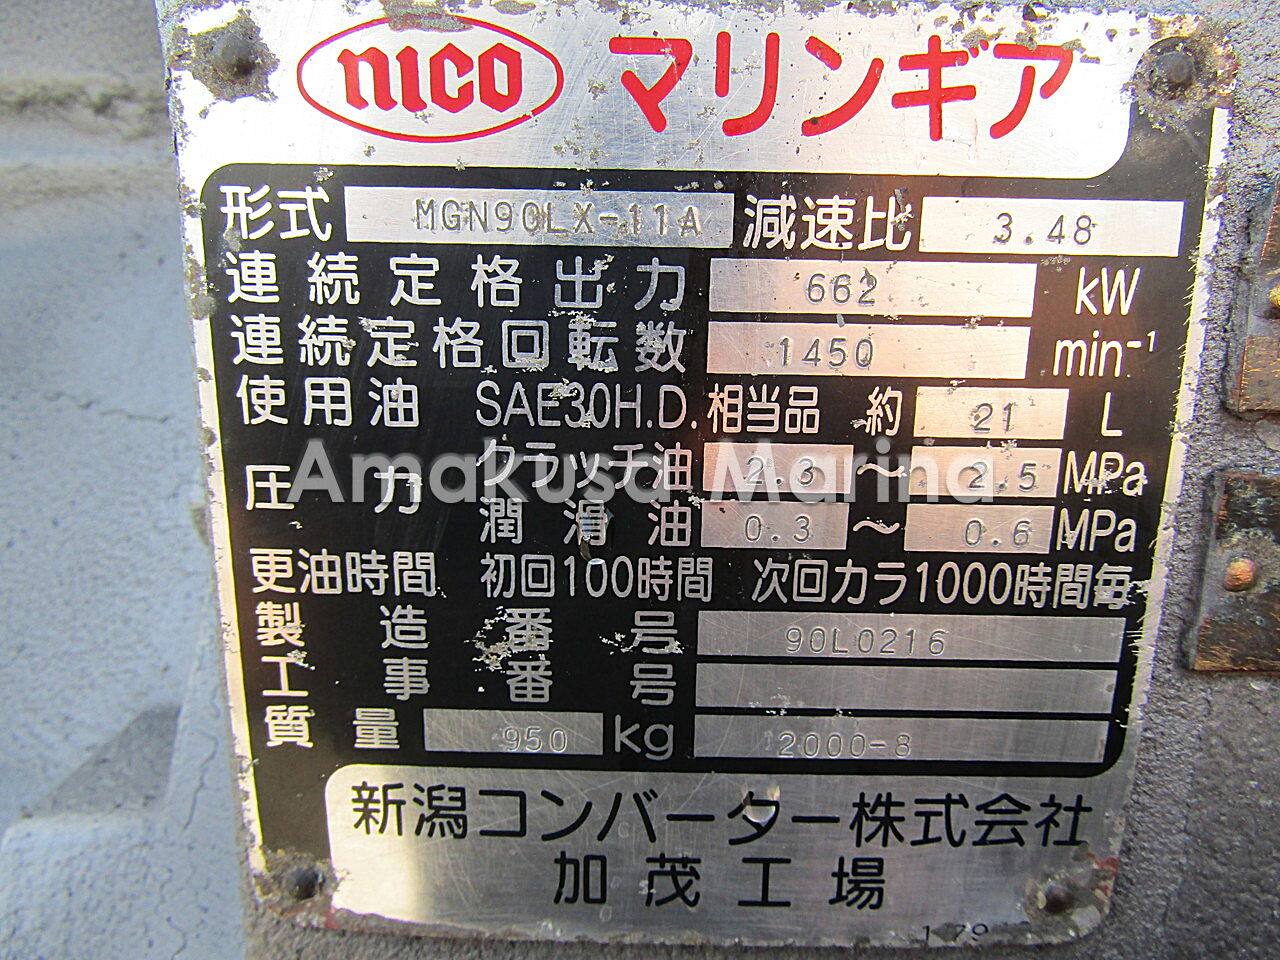 nico マリンギア
形式 MGN90LX-11A 減速比 3.48
連続定格出力 662 kW
連続定格回転数 1450 min-¹
使用油 SAE30H.D.相当品 約 21 L
圧力 クラッチ油 2.3 ～ 2.5 MPa
潤滑油 0.3 ～ 0.6 MPa
Amakusa Marina
更油時間 初回100時間 次回カラ1000時間毎
製造番号 90L0216
工事番号
質量 950 kg 2000-8
新潟コンバーター株式会社
加茂工場
179